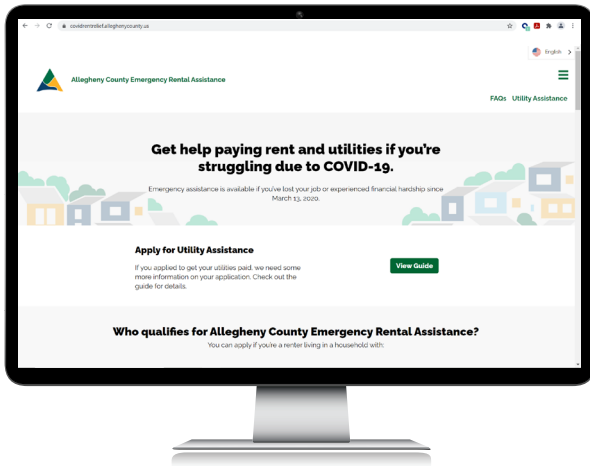 covidrentrelief.alleghenycounty.us
English
Allegheny County Emergency Rental Assistance
FAQs Utility Assistance
Get help paying rent and utilities if you're
struggling due to COVID-19.
Emergency assistance is available if you've lost your job or experienced financial hardship since
March 13, 2020.
Apply for Utility Assistance
If you applied to get your utilities paid, we need some
more information on your application. Check out the
guide for details.
View Guide
Who qualifies for Allegheny County Emergency Rental Assistance?
You can apply if you're a renter living in a household with: